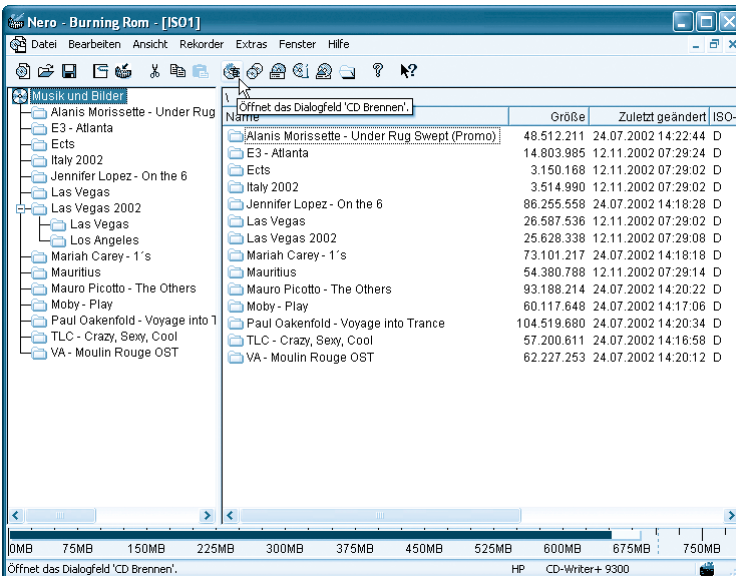 Nero - Burning Rom - [ISO1]
Datei Bearbeiten Ansicht Rekorder Extras Fenster Hilfe
Musik und Bilder
Alanis Morissette - Under Rug
E3 - Atlanta
Ects
Italy 2002
Jennifer Lopez - On the 6
Las Vegas
Las Vegas 2002
Las Vegas
Los Angeles
Mariah Carey - 1´s
Mauritius
Mauro Picotto - The Others
Moby - Play
Paul Oakenfold - Voyage into T
TLC - Crazy, Sexy, Cool
VA - Moulin Rouge OST
\
Öffnet das Dialogfeld 'CD Brennen'.
Name Größe Zuletzt geändert ISO-
Alanis Morissette - Under Rug Swept (Promo) 48.512.211 24.07.2002 14:22:44 D
E3 - Atlanta 14.803.985 12.11.2002 07:29:24 D
Ects 3.150.168 12.11.2002 07:29:02 D
Italy 2002 3.514.990 12.11.2002 07:29:02 D
Jennifer Lopez - On the 6 86.255.558 24.07.2002 14:18:28 D
Las Vegas 26.587.536 12.11.2002 07:29:02 D
Las Vegas 2002 25.628.338 12.11.2002 07:29:08 D
Mariah Carey - 1´s 73.101.217 24.07.2002 14:18:18 D
Mauritius 54.380.788 12.11.2002 07:29:14 D
Mauro Picotto - The Others 93.188.214 24.07.2002 14:20:22 D
Moby - Play 60.117.648 24.07.2002 14:17:06 D
Paul Oakenfold - Voyage into Trance 104.519.680 24.07.2002 14:20:34 D
TLC - Crazy, Sexy, Cool 57.200.611 24.07.2002 14:16:58 D
VA - Moulin Rouge OST 62.227.253 24.07.2002 14:20:12 D
0MB 75MB 150MB 225MB 300MB 375MB 450MB 525MB 600MB 675MB 750MB
Öffnet das Dialogfeld 'CD Brennen'. HP CD-Writer+ 9300